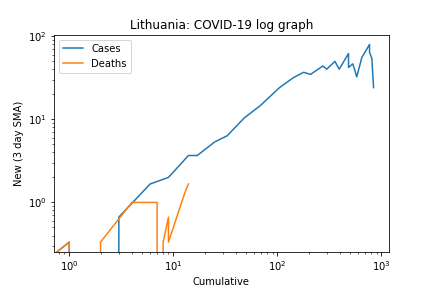 Lithuania: COVID-19 log graph
Cases
Deaths
New (3 day SMA)
10²
10¹
10⁰
10⁰ 10¹ 10² 10³
Cumulative